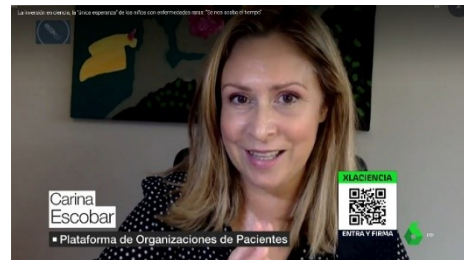 La inversión en ciencia, la "única esperanza" de los niños con enfermedades raras: "Se nos acaba el tiempo"
Carina
Escobar
Plataforma de Organizaciones de Pacientes
XLACIENCIA
ENTRA Y FIRMA